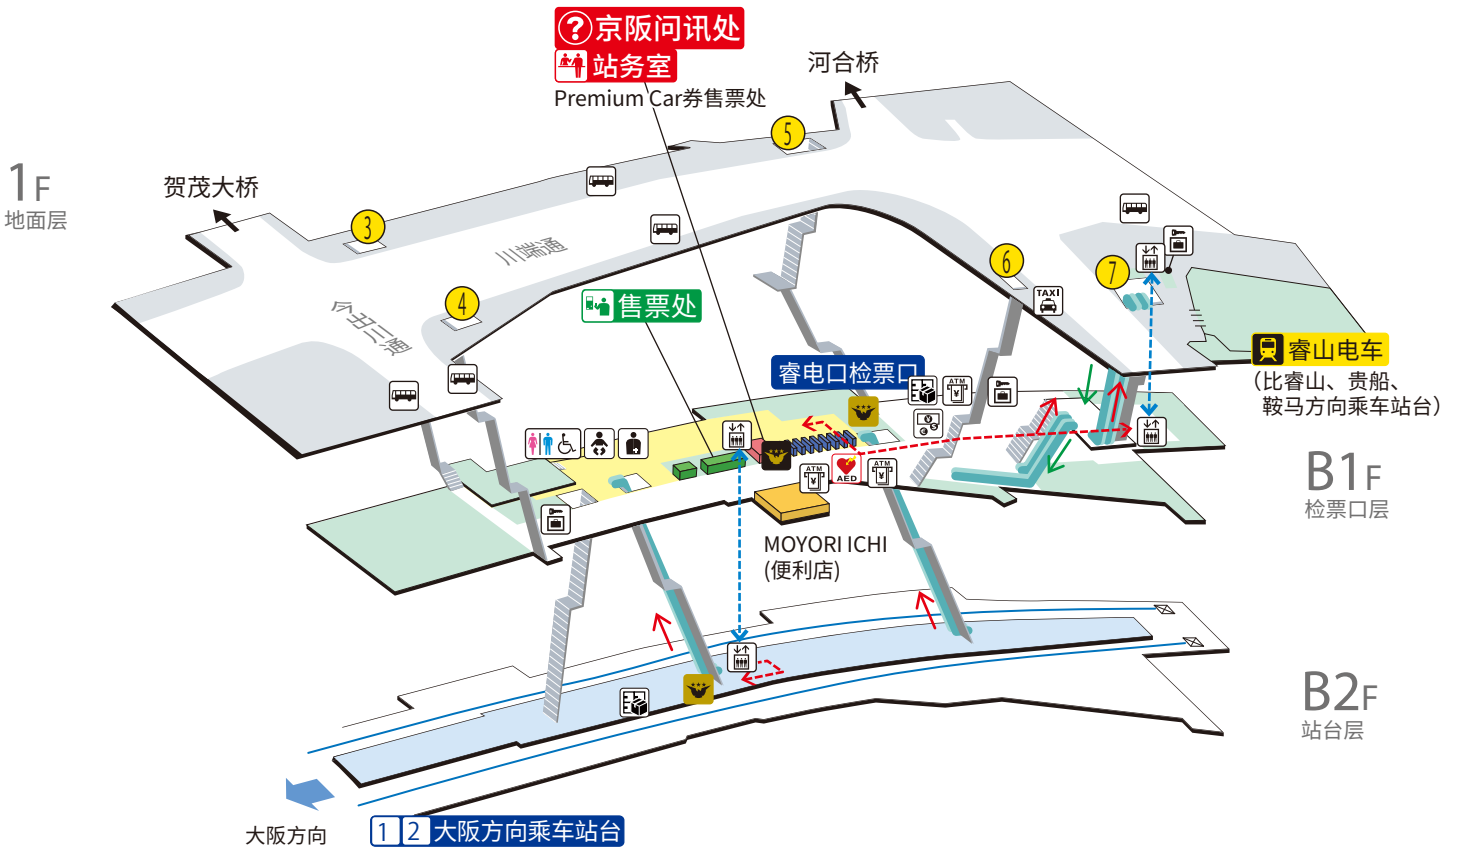 ?京阪问讯处
站务室
Premium Car券售票处
河合桥
1F
地面层
贺茂大桥
5
3
川端通
6
7
4
今出川通
售票处
TAXI
睿山电车
(比睿山、贵船、
鞍马方向乘车站台)
睿电口检票口
ATM
¥
B1F
检票口层
ATM
¥
AED
ATM
¥
MOYORI ICHI
(便利店)
B2F
站台层
大阪方向
1 2 大阪方向乘车站台